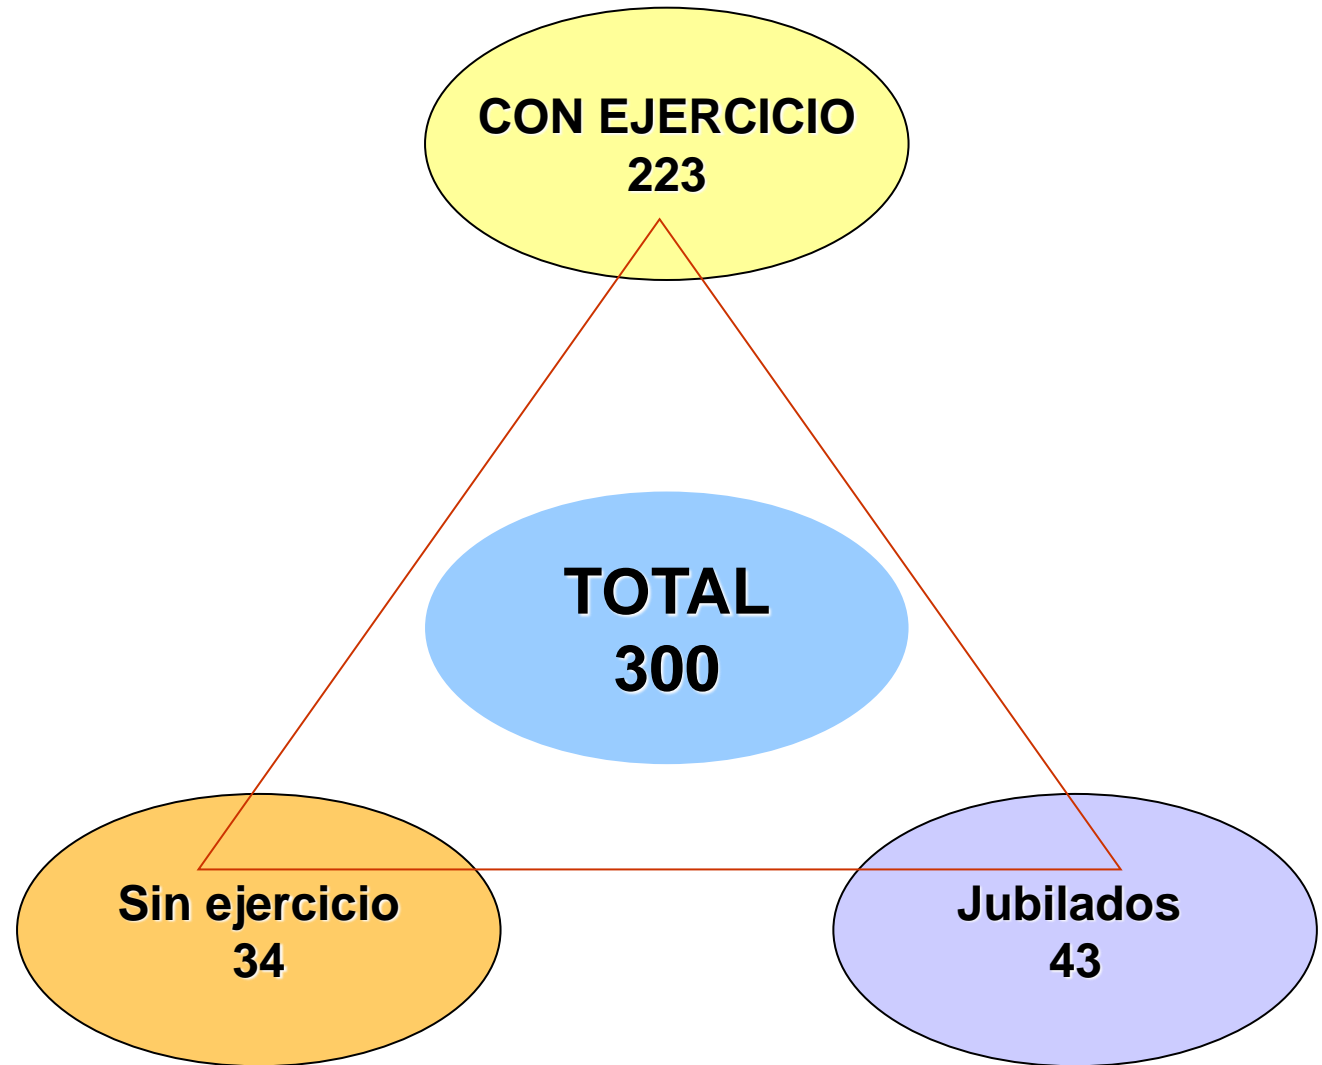 CON EJERCICIO
223
TOTAL
300
Sin ejercicio
34
Jubilados
43